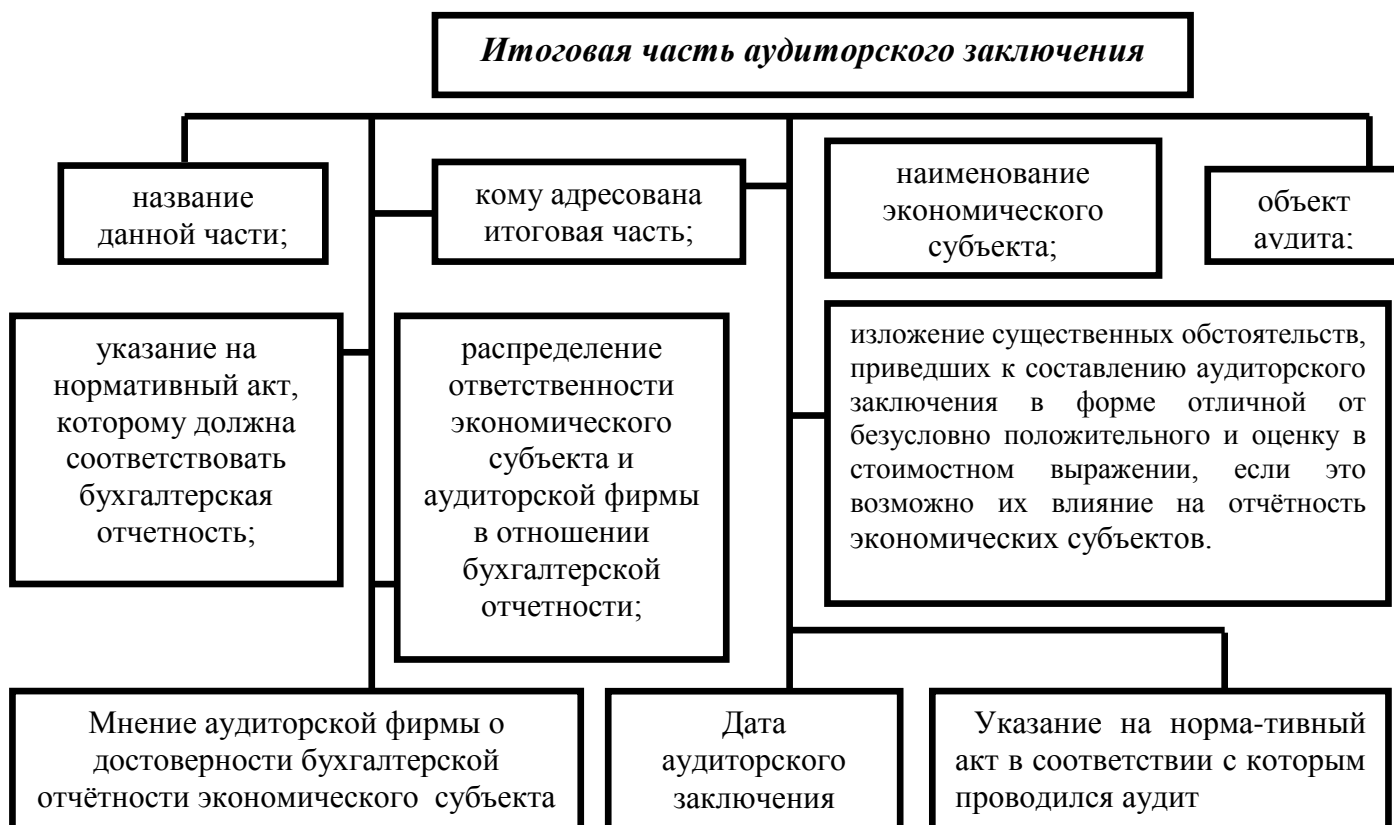 Итоговая часть аудиторского заключения
название
данной части;
кому адресована
итоговая часть;
наименование
экономического
субъекта;
объект
аудита;
указание на
нормативный акт,
которому должна
соответствовать
бухгалтерская
отчетность;
распределение
ответственности
экономического
субъекта и
аудиторской фирмы
в отношении
бухгалтерской
отчетности;
изложение существенных обстоятельств,
приведших к составлению аудиторского
заключения в форме отличной от
безусловно положительного и оценку в
стоимостном выражении, если это
возможно их влияние на отчётность
экономических субъектов.
Мнение аудиторской фирмы о
достоверности бухгалтерской
отчётности экономического субъекта
Дата
аудиторского
заключения
Указание на норма-тивный
акт в соответствии с которым
проводился аудит